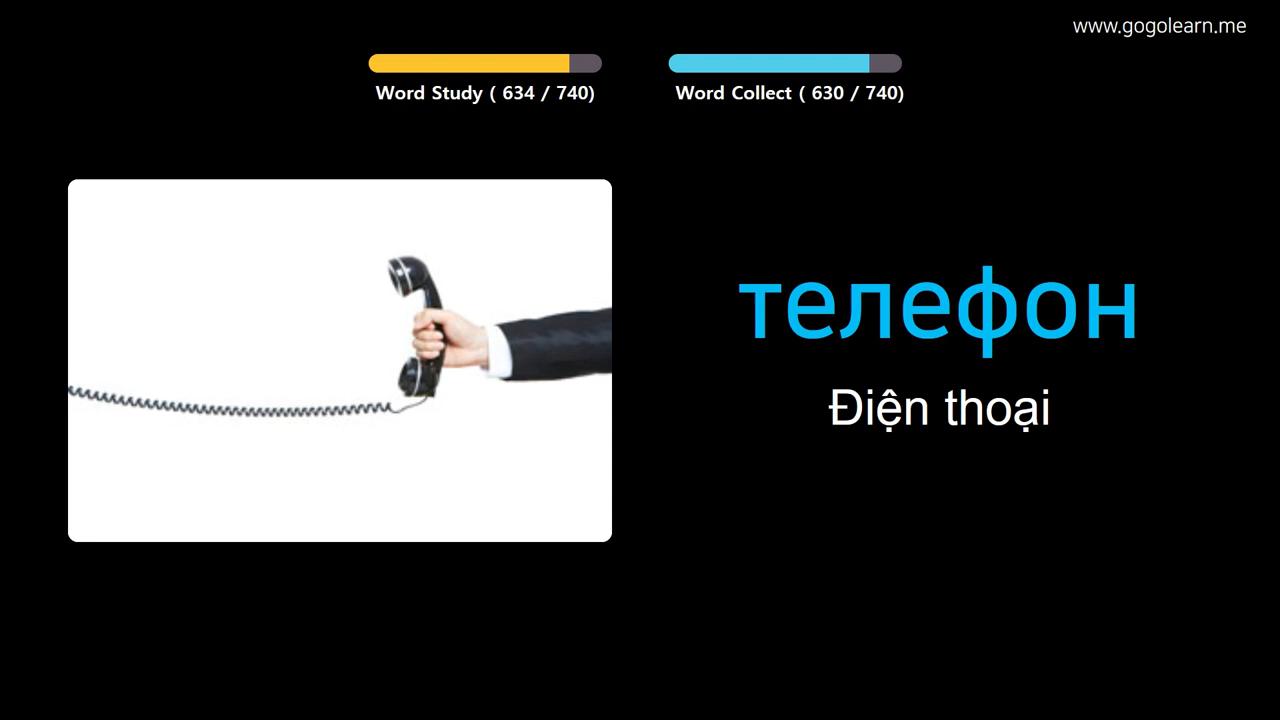 www.gogolearn.me
Word Study ( 634 / 740)
Word Collect ( 630 / 740)
телефон
Điện thoại